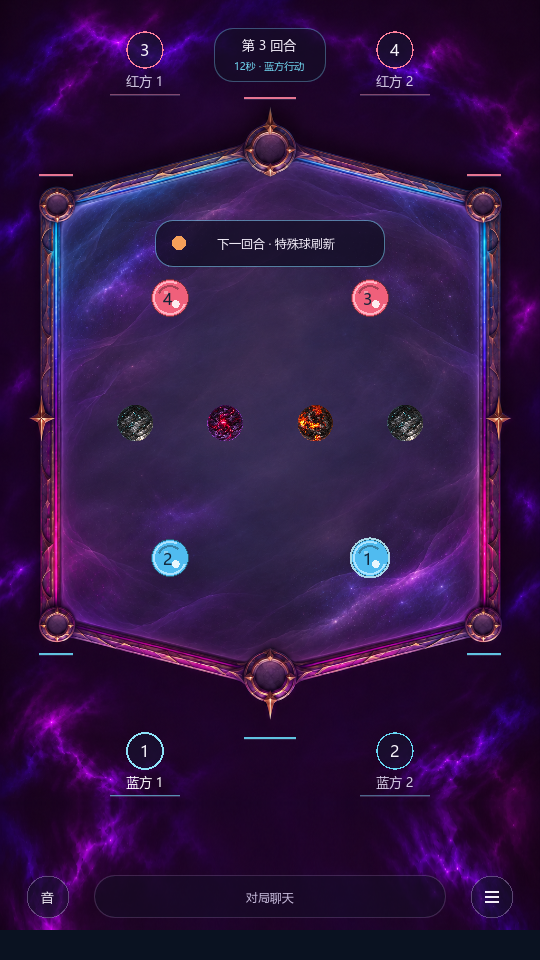 3
第 3 回合
4
12秒 · 蓝方行动
红方 1
红方 2
下一回合 · 特殊球刷新
4
3
2
1
1
2
蓝方 1
蓝方 2
音
对局聊天